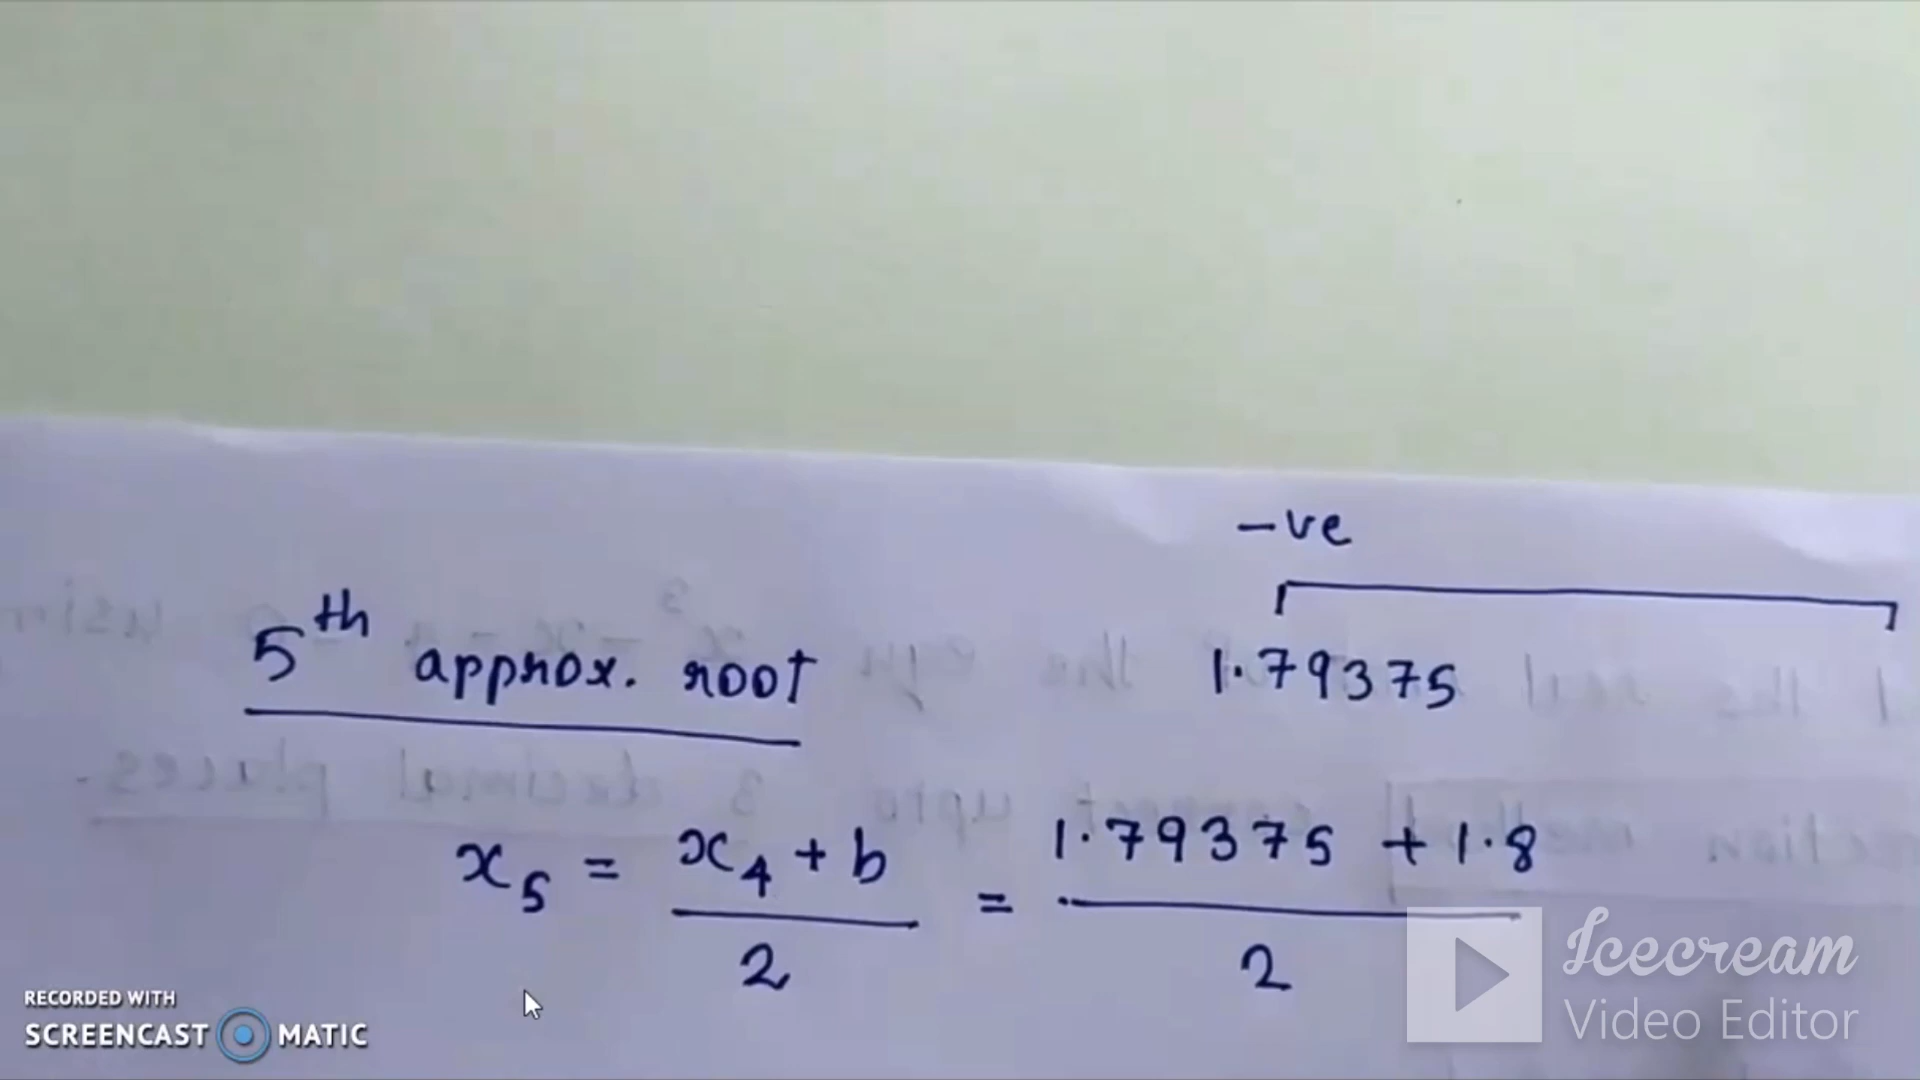 -ve
5th approx. root
1.79375
x5 = x4 + b / 2 = 1.79375 + 1.8 / 2
RECORDED WITH
SCREENCAST MATIC
Icecream
Video Editor